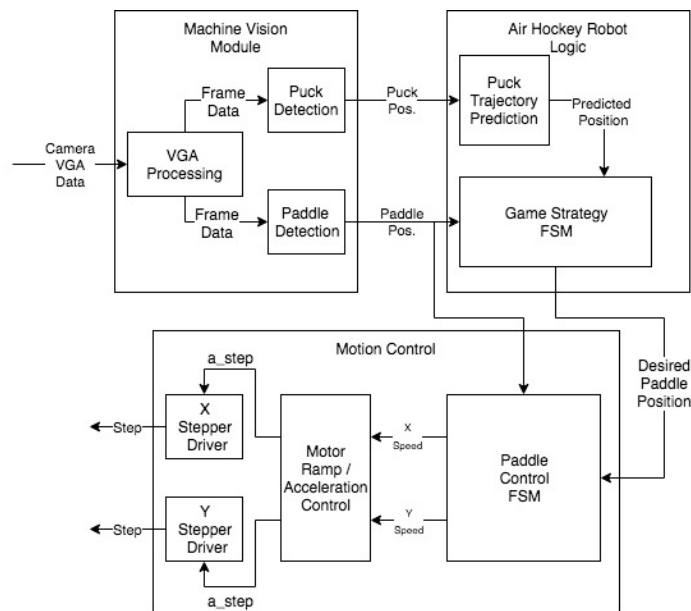 Machine Vision
Module
Air Hockey Robot
Logic
Frame
Data
Puck
Detection
Puck
Pos.
Puck
Trajectory
Prediction
Predicted
Position
Camera
VGA
Data
VGA
Processing
Frame
Data
Paddle
Detection
Paddle
Pos.
Game Strategy
FSM
Motion Control
Desired
Paddle
Position
a_step
Step
X
Stepper
Driver
Motor
Ramp /
Acceleration
Control
X
Speed
Paddle
Control
FSM
Step
Y
Stepper
Driver
Y
Speed
a_step